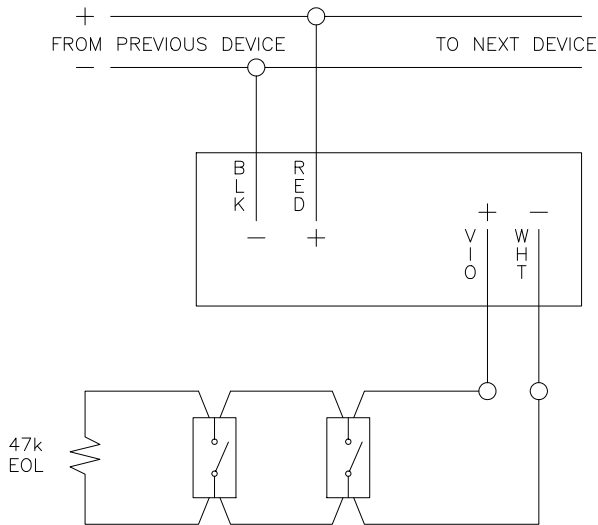 +
FROM PREVIOUS DEVICE TO NEXT DEVICE
−
BLK RED
− +
+ −
VIO WHT
47k
EOL